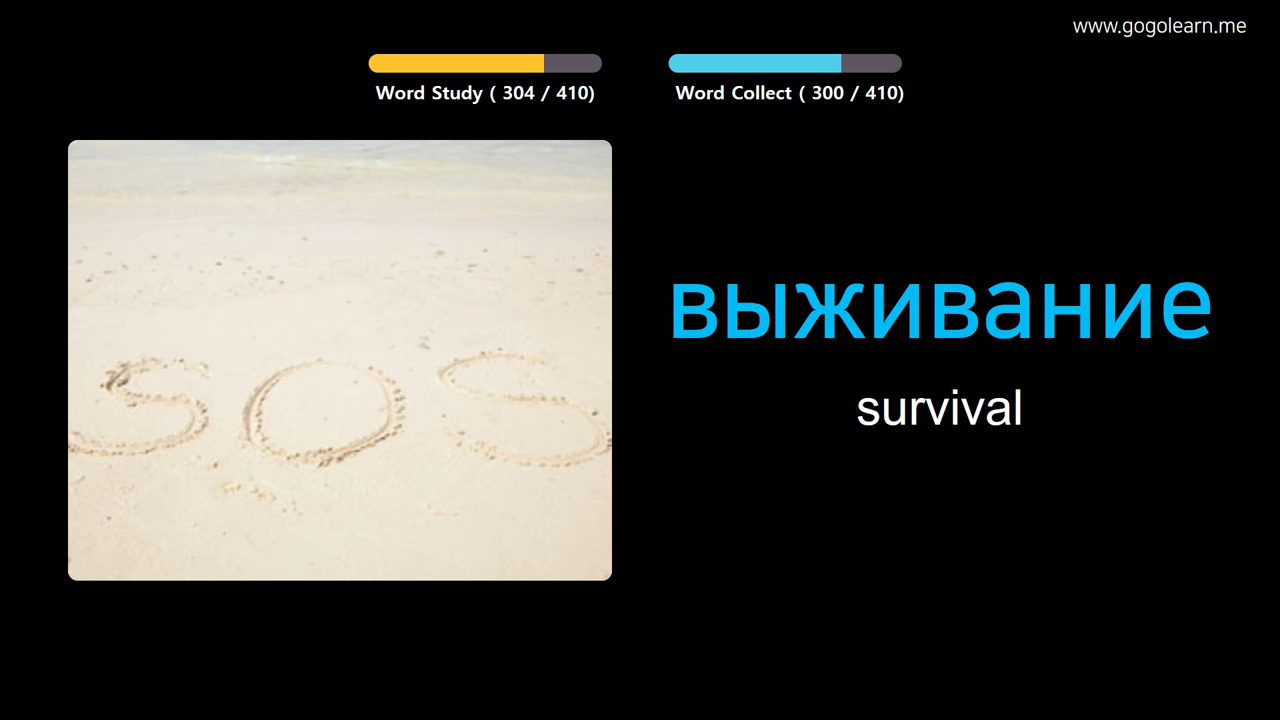 www.gogolearn.me
Word Study ( 304 / 410)
Word Collect ( 300 / 410)
SOS
выживание
survival